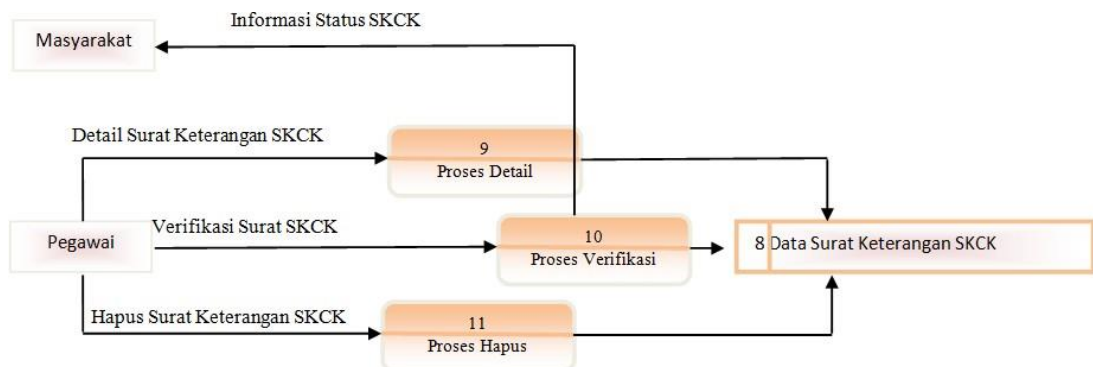 Informasi Status SKCK
Masyarakat
Detail Surat Keterangan SKCK
9
Proses Detail
Verifikasi Surat SKCK
Pegawai
10
Proses Verifikasi
8 Data Surat Keterangan SKCK
Hapus Surat Keterangan SKCK
11
Proses Hapus